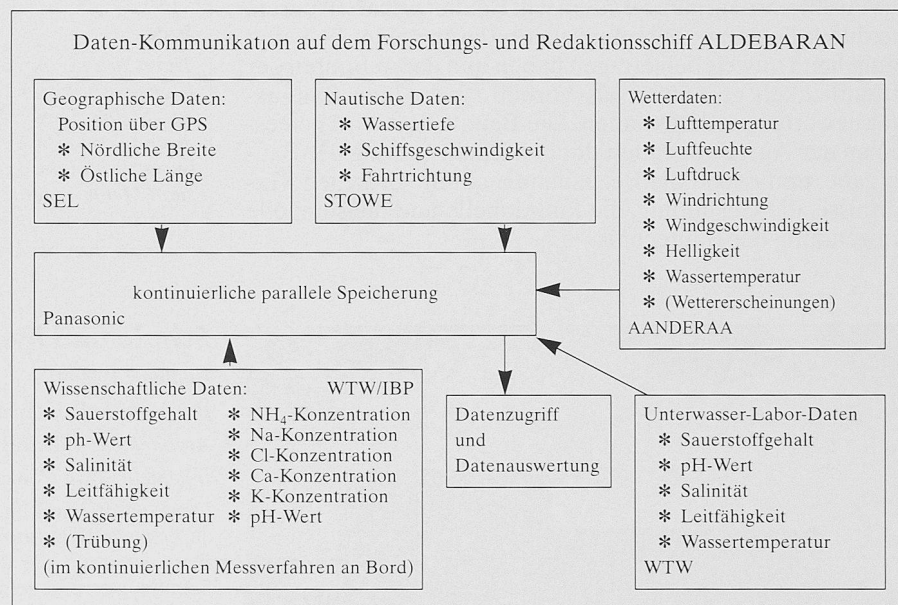 Daten-Kommunikation auf dem Forschungs- und Redaktionsschiff ALDEBARAN
Geographische Daten:
Position über GPS
* Nördliche Breite
* Östliche Länge
SEL
Nautische Daten:
* Wassertiefe
* Schiffsgeschwindigkeit
* Fahrtrichtung
STOWE
Wetterdaten:
* Lufttemperatur
* Luftfeuchte
* Luftdruck
* Windrichtung
* Windgeschwindigkeit
* Helligkeit
* Wassertemperatur
* (Wettererscheinungen)
AANDERAA
kontinuierliche parallele Speicherung
Panasonic
Wissenschaftliche Daten: WTW/IBP
* Sauerstoffgehalt
* ph-Wert
* Salinität
* Leitfähigkeit
* Wassertemperatur
* (Trübung)
* NH₄-Konzentration
* Na-Konzentration
* Cl-Konzentration
* Ca-Konzentration
* K-Konzentration
* pH-Wert
(im kontinuierlichen Messverfahren an Bord)
Datenzugriff
und
Datenauswertung
Unterwasser-Labor-Daten
* Sauerstoffgehalt
* pH-Wert
* Salinität
* Leitfähigkeit
* Wassertemperatur
WTW